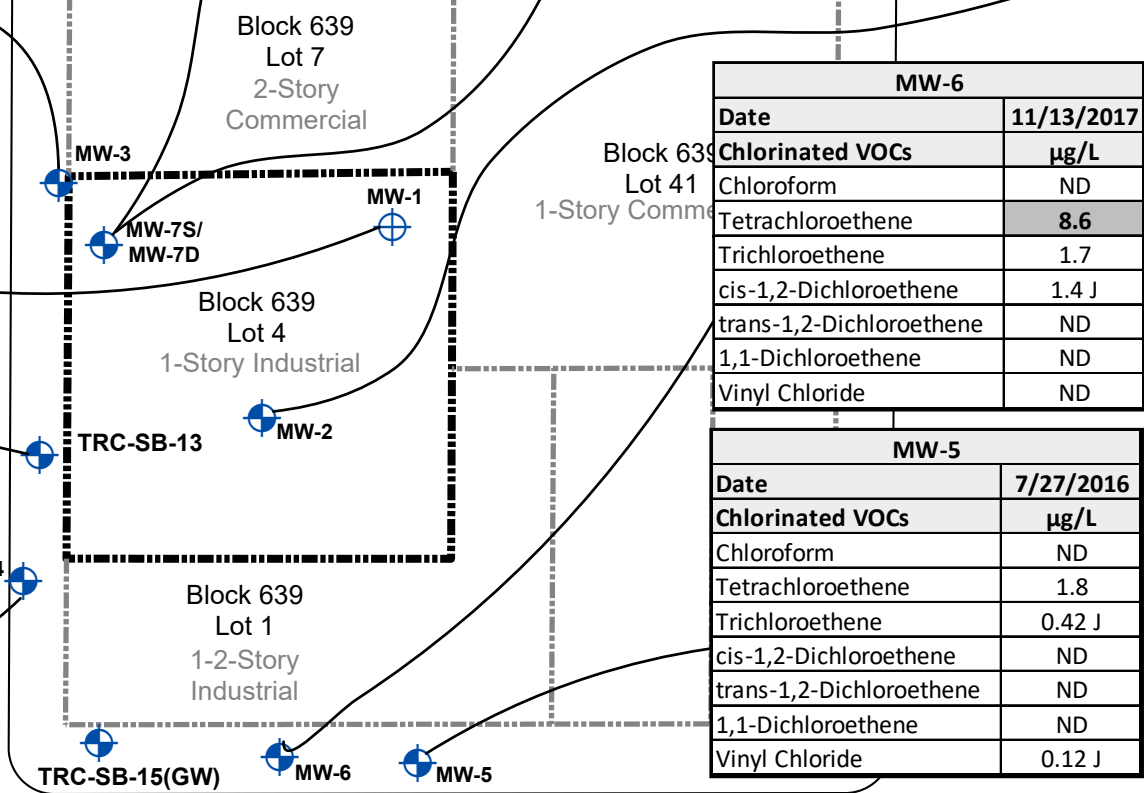 Block 639
Lot 7
2-Story
Commercial
MW-3
MW-1
MW-7S/
MW-7D
Block 639
Lot 41
1-Story Comme
Block 639
Lot 4
1-Story Industrial
MW-2
TRC-SB-13
4
Block 639
Lot 1
1-2-Story
Industrial
TRC-SB-15(GW)
MW-6
MW-5
MW-6
Date 11/13/2017
Chlorinated VOCs µg/L
Chloroform ND
Tetrachloroethene 8.6
Trichloroethene 1.7
cis-1,2-Dichloroethene 1.4 J
trans-1,2-Dichloroethene ND
1,1-Dichloroethene ND
Vinyl Chloride ND
MW-5
Date 7/27/2016
Chlorinated VOCs µg/L
Chloroform ND
Tetrachloroethene 1.8
Trichloroethene 0.42 J
cis-1,2-Dichloroethene ND
trans-1,2-Dichloroethene ND
1,1-Dichloroethene ND
Vinyl Chloride 0.12 J